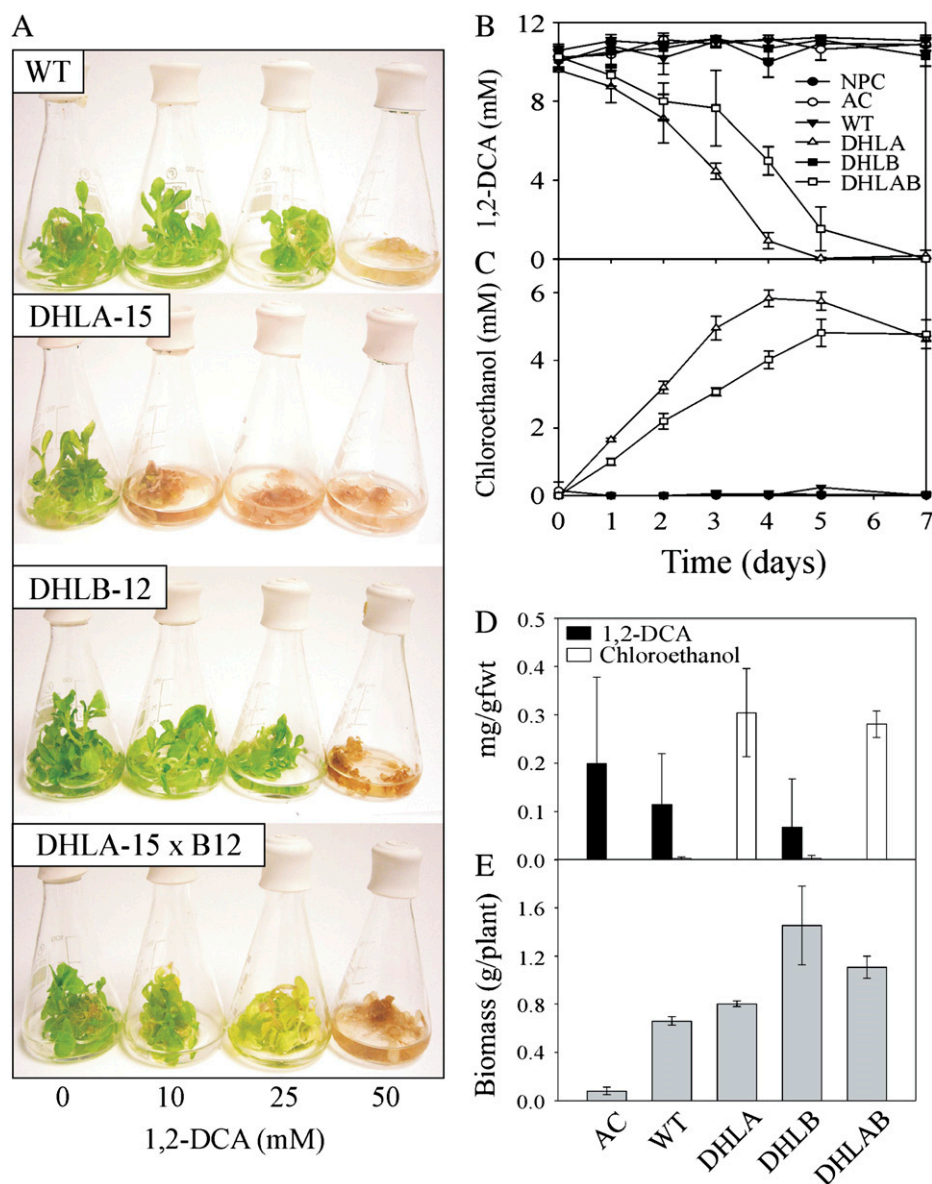 A
WT
DHLA-15
DHLB-12
DHLA-15 x B12
0 10 25 50
1,2-DCA (mM)
B
12
8
4
0
1,2-DCA (mM)
NPC
AC
WT
DHLA
DHLB
DHLAB
C
6
4
2
0
Chloroethanol (mM)
0 1 2 3 4 5 6 7
Time (days)
D
0.5
0.4
0.3
0.2
0.1
0.0
mg/gfwt
1,2-DCA
Chloroethanol
E
1.6
1.2
0.8
0.4
0.0
Biomass (g/plant)
AC WT DHLA DHLB DHLAB